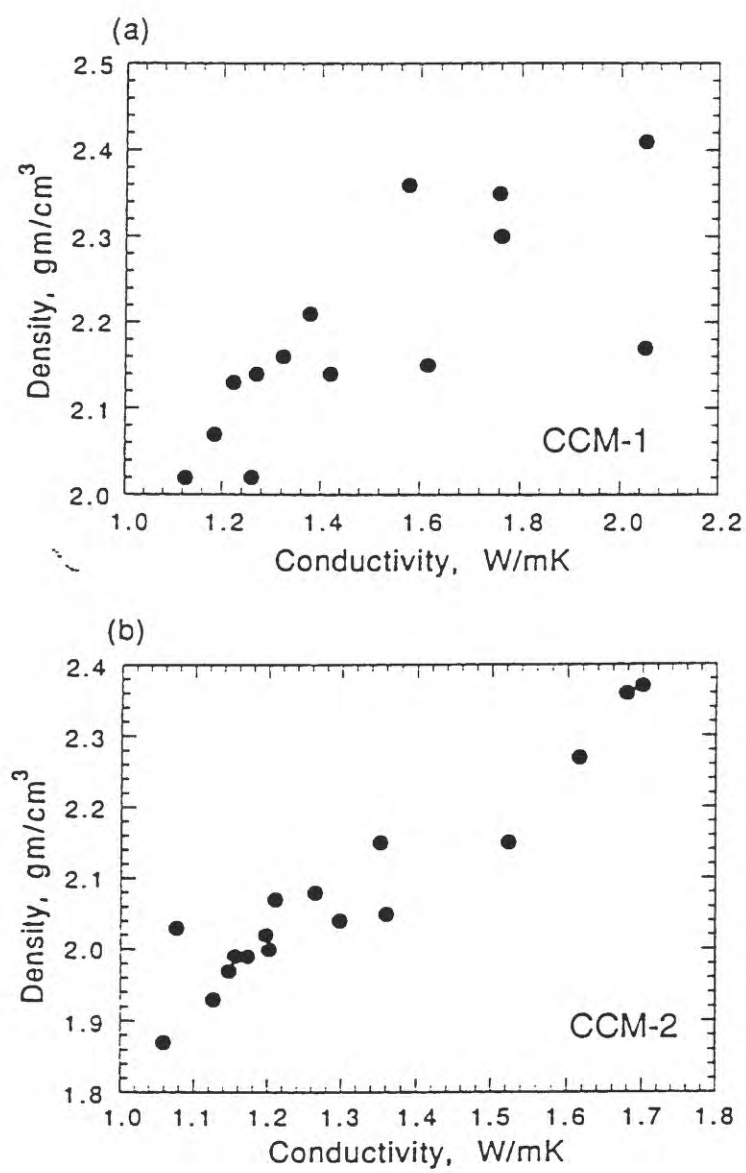 (a)
2.5
2.4
2.3
2.2
2.1
2.0
Density, gm/cm³
CCM-1
1.0 1.2 1.4 1.6 1.8 2.0 2.2
Conductivity, W/mK
(b)
2.4
2.3
2.2
2.1
2.0
1.9
1.8
Density, gm/cm³
CCM-2
1.0 1.1 1.2 1.3 1.4 1.5 1.6 1.7 1.8
Conductivity, W/mK